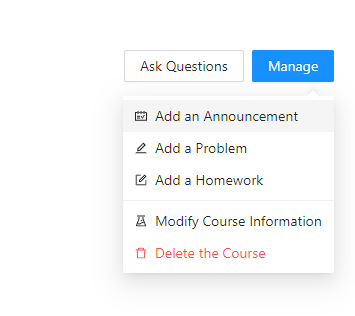 Ask Questions
Manage
Add an Announcement
Add a Problem
Add a Homework
Modify Course Information
Delete the Course